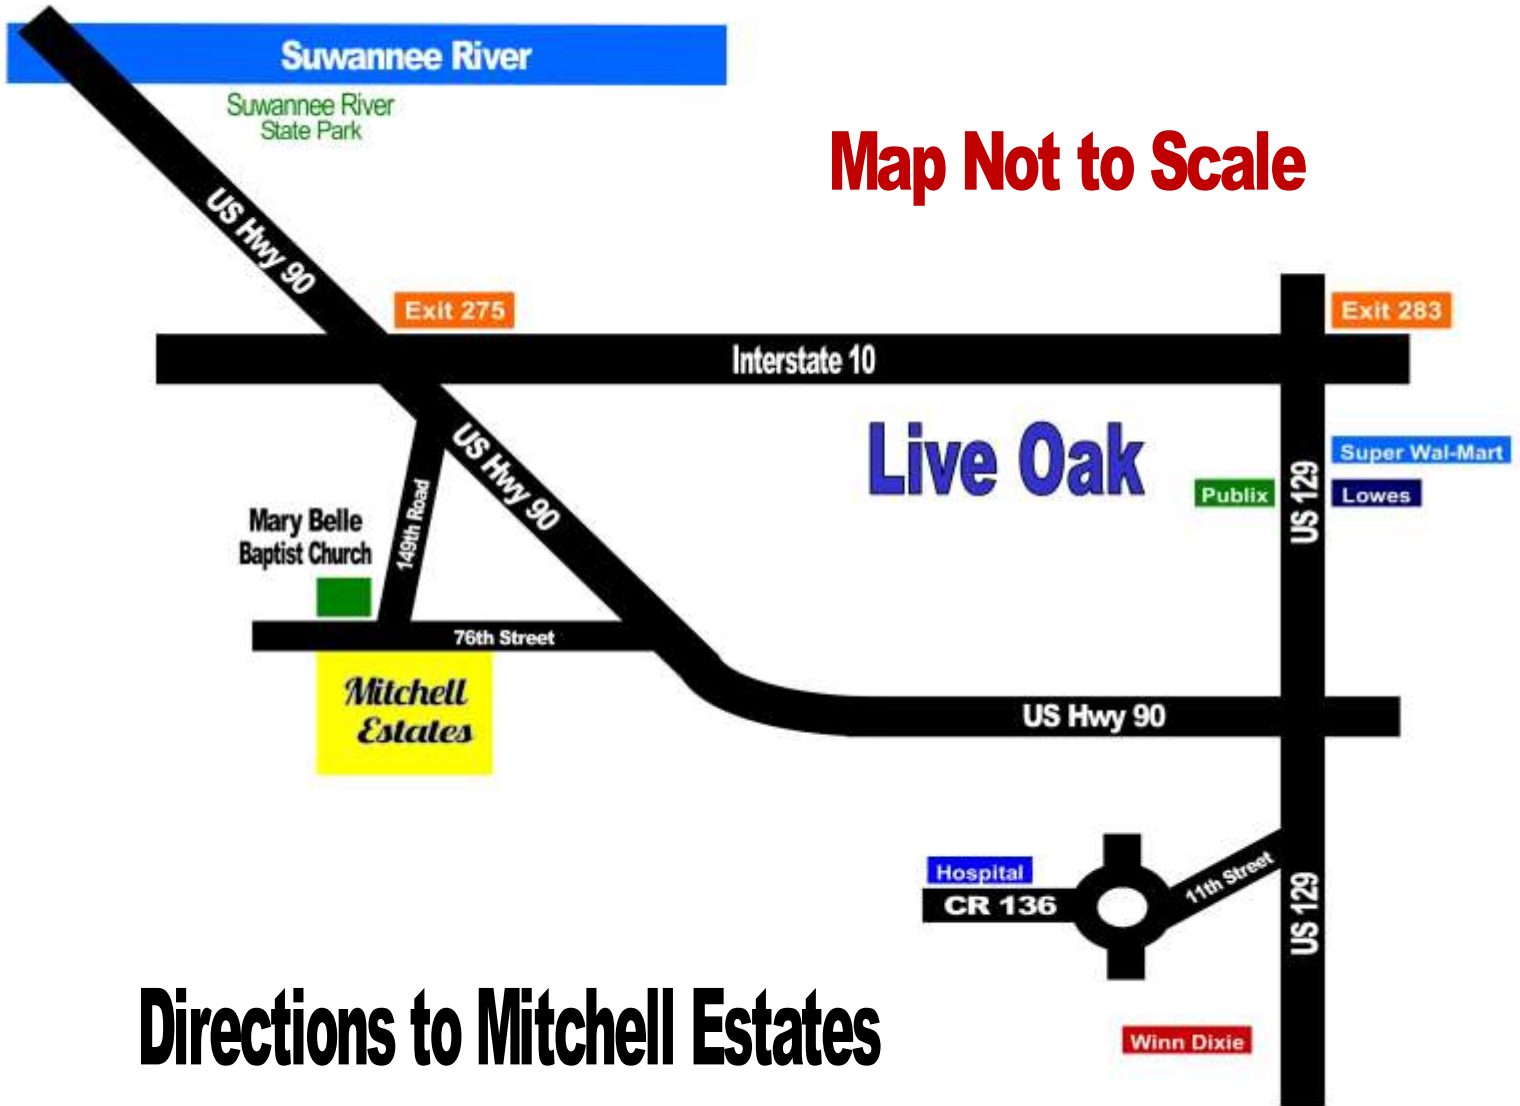 Suwannee River
Suwannee River
State Park
Map Not to Scale
US Hwy 90
Exit 275
Exit 283
Interstate 10
Live Oak
US Hwy 90
Super Wal-Mart
Publix
US 129
Lowes
149th Road
Mary Belle
Baptist Church
76th Street
Mitchell
Estates
US Hwy 90
Hospital
CR 136
11th Street
US 129
Directions to Mitchell Estates
Winn Dixie